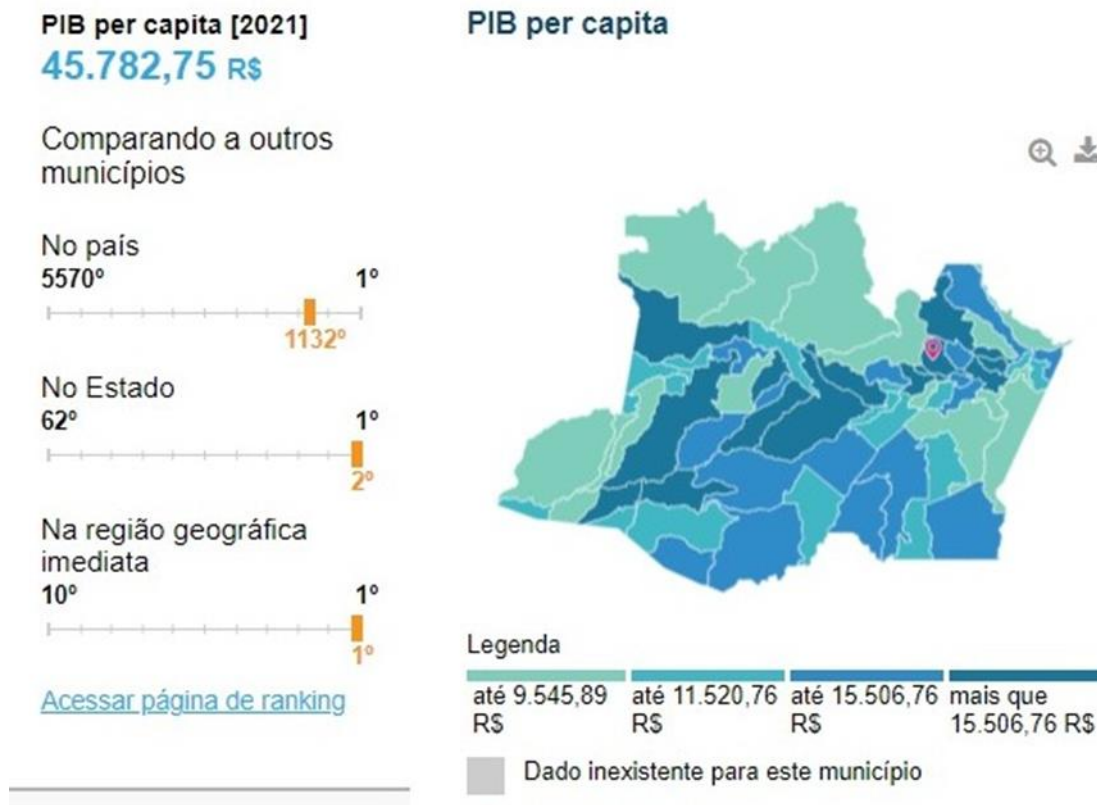 PIB per capita [2021]
45.782,75 R$
Comparando a outros
municípios
No país
5570º 1º
1132º
No Estado
62º 1º
2º
Na região geográfica
imediata
10º 1º
1º
Acessar página de ranking
PIB per capita
Legenda
até 9.545,89
R$
até 11.520,76
R$
até 15.506,76
R$
mais que
15.506,76 R$
Dado inexistente para este município